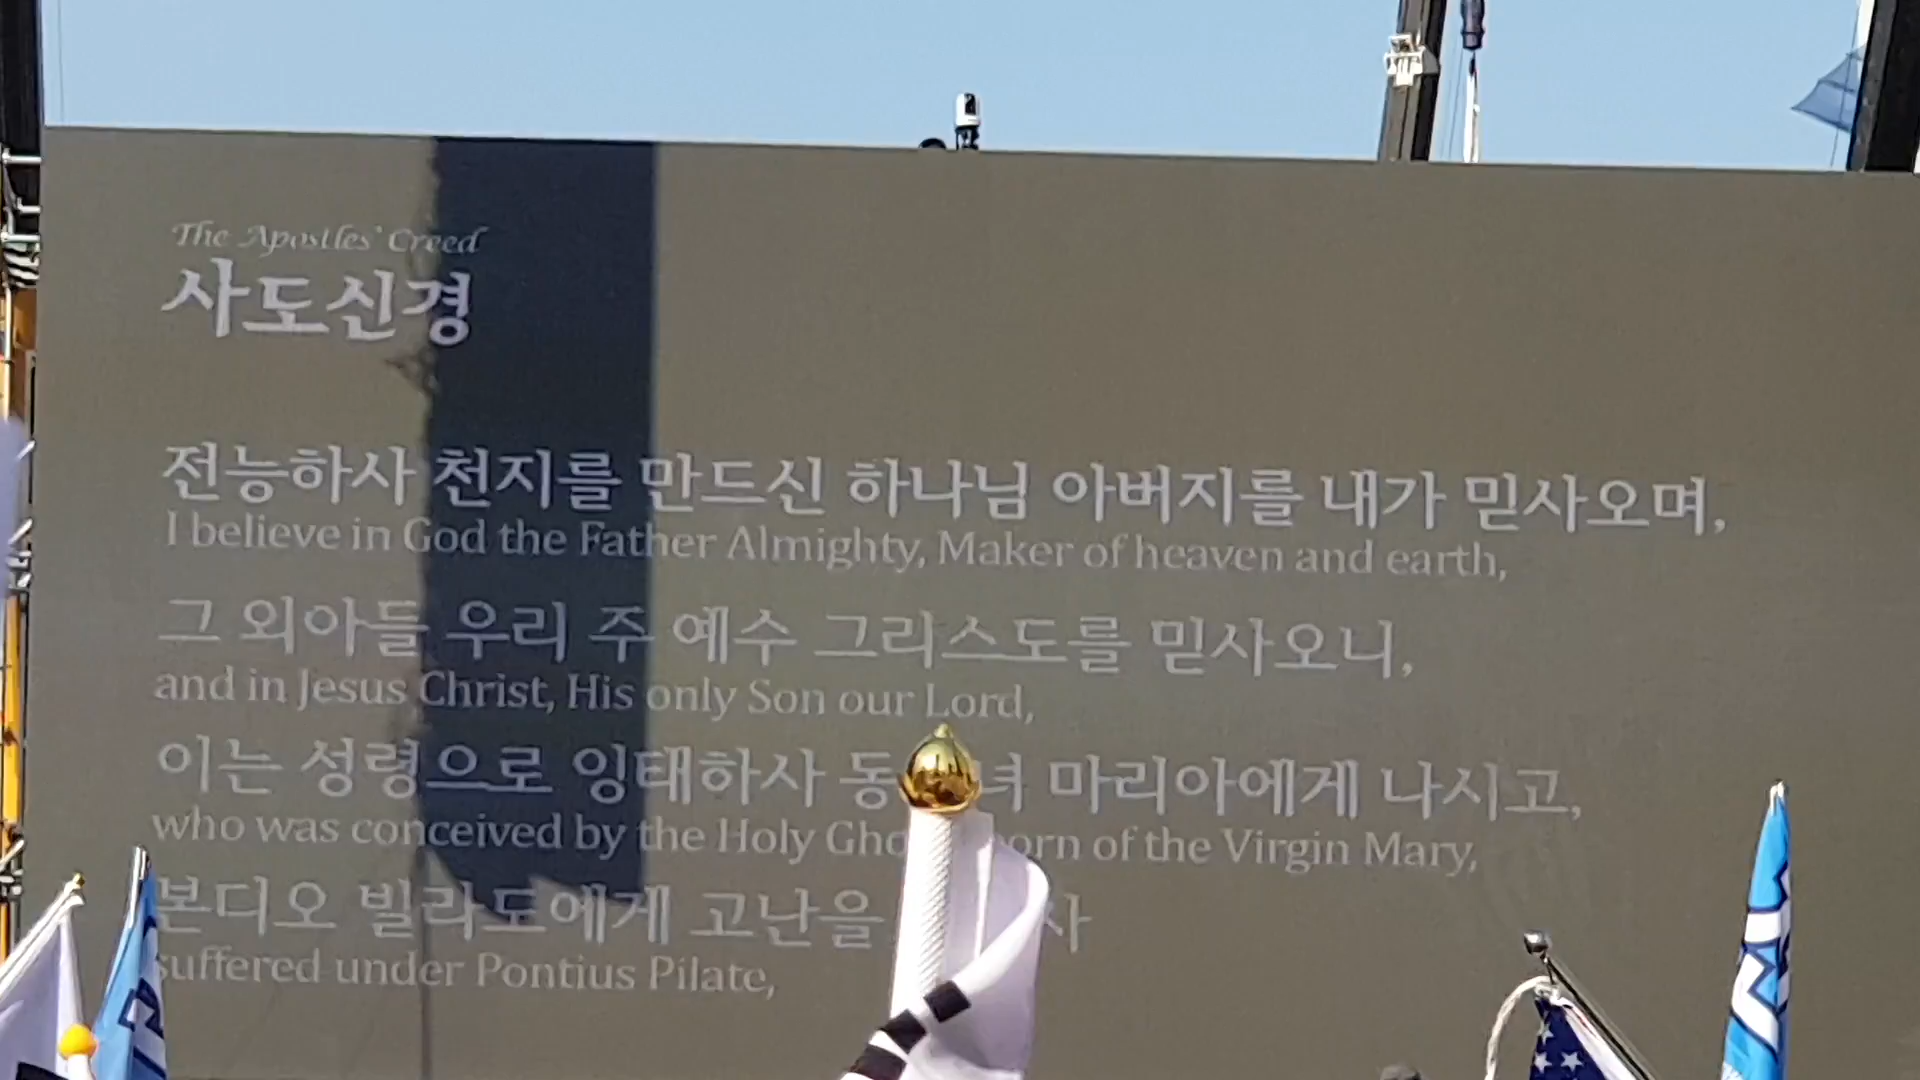 The Apostles' Creed
사도신경
전능하사 천지를 만드신 하나님 아버지를 내가 믿사오며,
I believe in God the Father Almighty, Maker of heaven and earth,
그 외아들 우리 주 예수 그리스도를 믿사오니,
and in Jesus Christ, His only Son our Lord,
이는 성령으로 잉태하사 마리아에게 나시고,
who was conceived by the Holy of the Virgin Mary,
본디오 빌라도에게 고난을
suffered under Pontius Pilate,